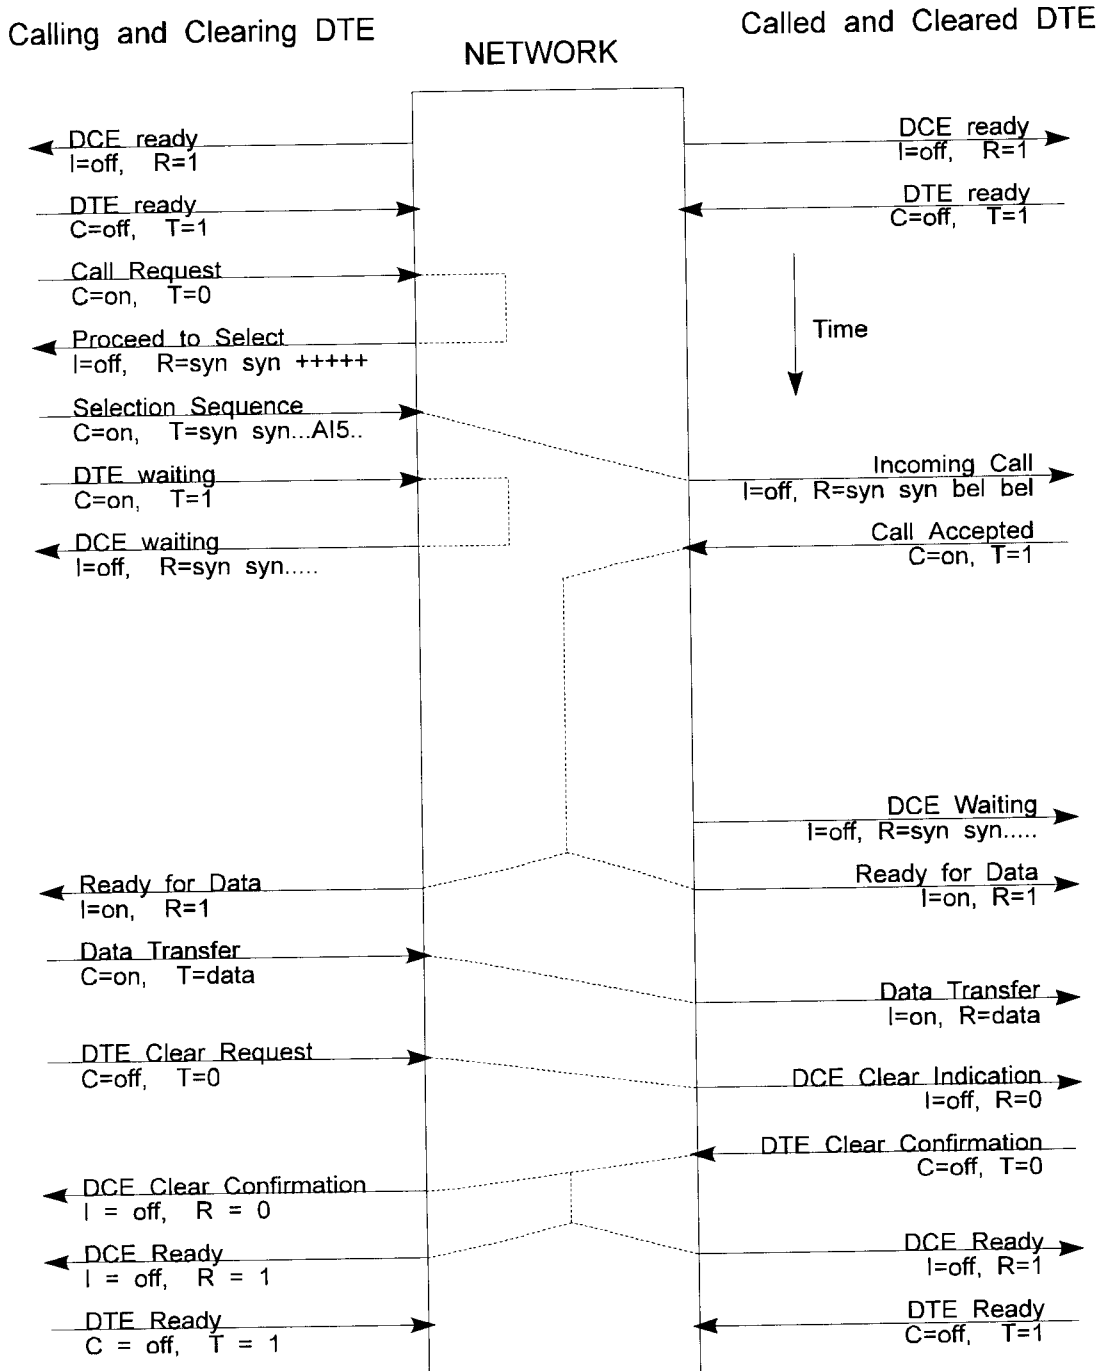 Calling and Clearing DTE
NETWORK
Called and Cleared DTE
DCE ready
I=off, R=1
DCE ready
I=off, R=1
DTE ready
C=off, T=1
DTE ready
C=off, T=1
Call Request
C=on, T=0
Time
Proceed to Select
I=off, R=syn syn +++++
Selection Sequence
C=on, T=syn syn...AI5..
DTE waiting
C=on, T=1
Incoming Call
I=off, R=syn syn bel bel
DCE waiting
I=off, R=syn syn.....
Call Accepted
C=on, T=1
DCE Waiting
I=off, R=syn syn.....
Ready for Data
I=on, R=1
Ready for Data
I=on, R=1
Data Transfer
C=on, T=data
Data Transfer
I=on, R=data
DTE Clear Request
C=off, T=0
DCE Clear Indication
I=off, R=0
DTE Clear Confirmation
C=off, T=0
DCE Clear Confirmation
I = off, R = 0
DCE Ready
I = off, R = 1
DCE Ready
I=off, R=1
DTE Ready
C = off, T = 1
DTE Ready
C=off, T=1